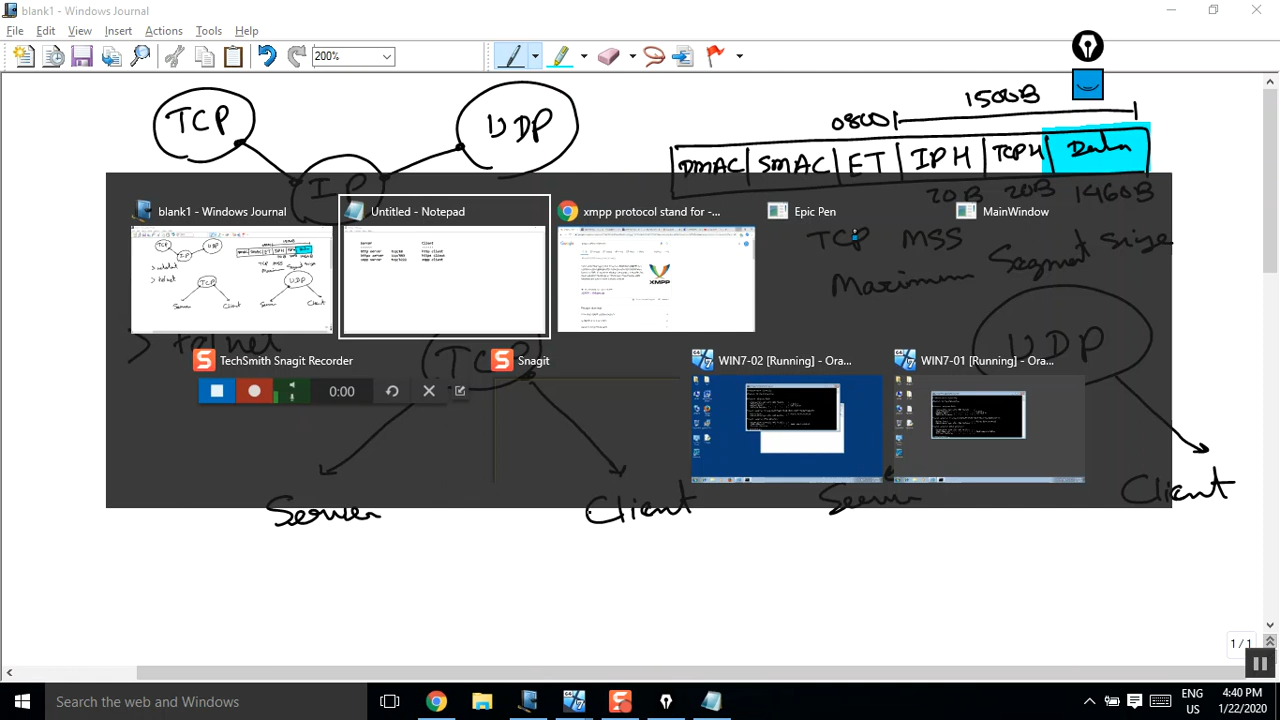 blank1 - Windows Journal
File Edit View Insert Actions Tools Help
200%
TCP
UDP
IP
1500B
0800
DMAC SMAC ET IPH TCPH Data
20B 20B 1460B
blank1 - Windows Journal
Untitled - Notepad
xmpp protocol stand for -...
Epic Pen
MainWindow
XMPP
TCP MSS
Maximum
> telnet
TCP
UDP
TechSmith Snagit Recorder
Snagit
WIN7-02 [Running] - Ora...
WIN7-01 [Running] - Ora...
0:00
Server
Client
Server
Client
1 / 1
Search the web and Windows
ENG
US
4:40 PM
1/22/2020